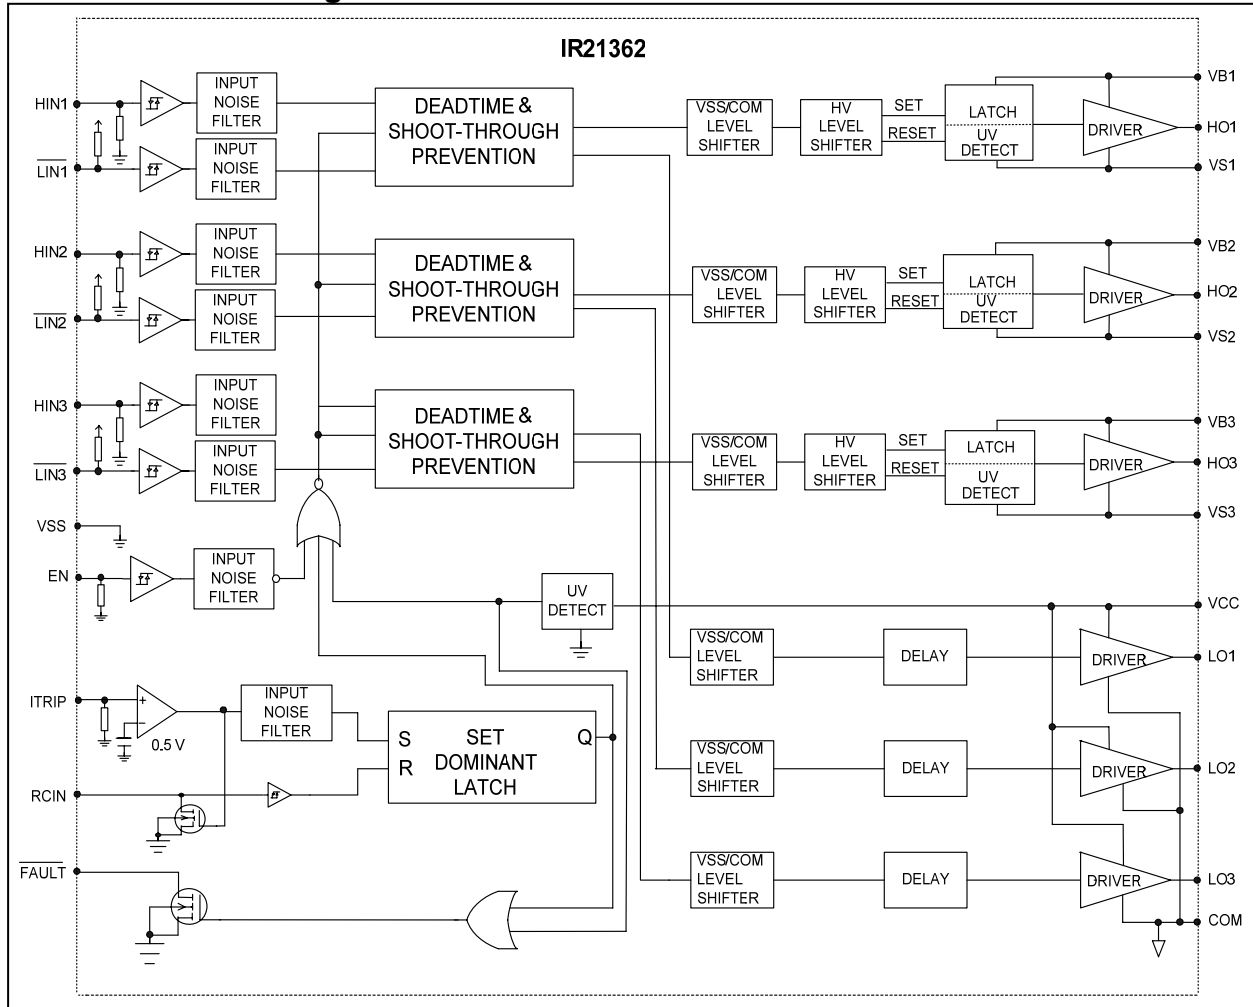 IR21362
HIN1
INPUT
NOISE
FILTER
DEADTIME &
SHOOT-THROUGH
PREVENTION
VSS/COM
LEVEL
SHIFTER
HV
LEVEL
SHIFTER
SET
RESET
LATCH
UV
DETECT
DRIVER
VB1
HO1
VS1
LIN1
INPUT
NOISE
FILTER
HIN2
INPUT
NOISE
FILTER
DEADTIME &
SHOOT-THROUGH
PREVENTION
VSS/COM
LEVEL
SHIFTER
HV
LEVEL
SHIFTER
SET
RESET
LATCH
UV
DETECT
DRIVER
VB2
HO2
VS2
LIN2
INPUT
NOISE
FILTER
HIN3
INPUT
NOISE
FILTER
DEADTIME &
SHOOT-THROUGH
PREVENTION
VSS/COM
LEVEL
SHIFTER
HV
LEVEL
SHIFTER
SET
RESET
LATCH
UV
DETECT
DRIVER
VB3
HO3
VS3
LIN3
INPUT
NOISE
FILTER
VSS
EN
INPUT
NOISE
FILTER
UV
DETECT
VCC
VSS/COM
LEVEL
SHIFTER
DELAY
DRIVER
LO1
ITRIP
+
−
0.5 V
INPUT
NOISE
FILTER
S
R
SET
DOMINANT
LATCH
Q
VSS/COM
LEVEL
SHIFTER
DELAY
DRIVER
LO2
RCIN
FAULT
VSS/COM
LEVEL
SHIFTER
DELAY
DRIVER
LO3
COM